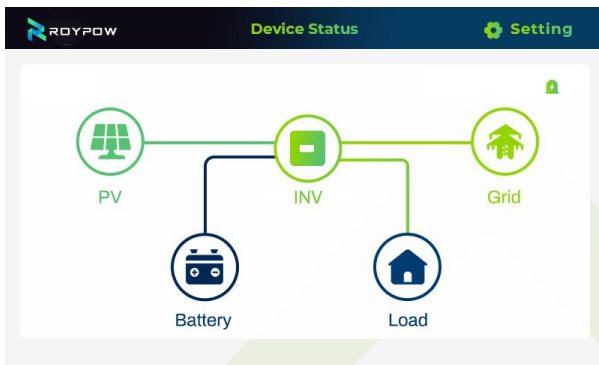 ROYPOW
Device Status
Setting
PV
INV
Grid
Battery
Load